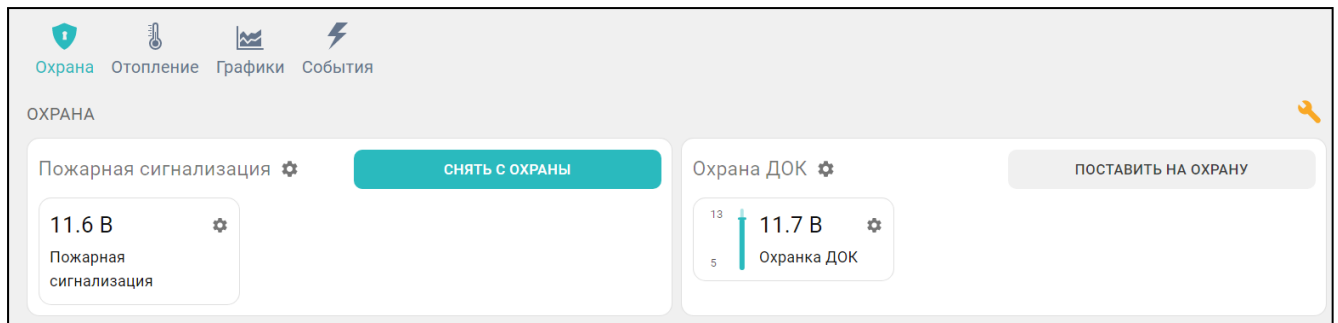 Охрана Отопление Графики События
ОХРАНА
Пожарная сигнализация СНЯТЬ С ОХРАНЫ
11.6 В
Пожарная
сигнализация
Охрана ДОК ПОСТАВИТЬ НА ОХРАНУ
13
11.7 В
5
Охранка ДОК